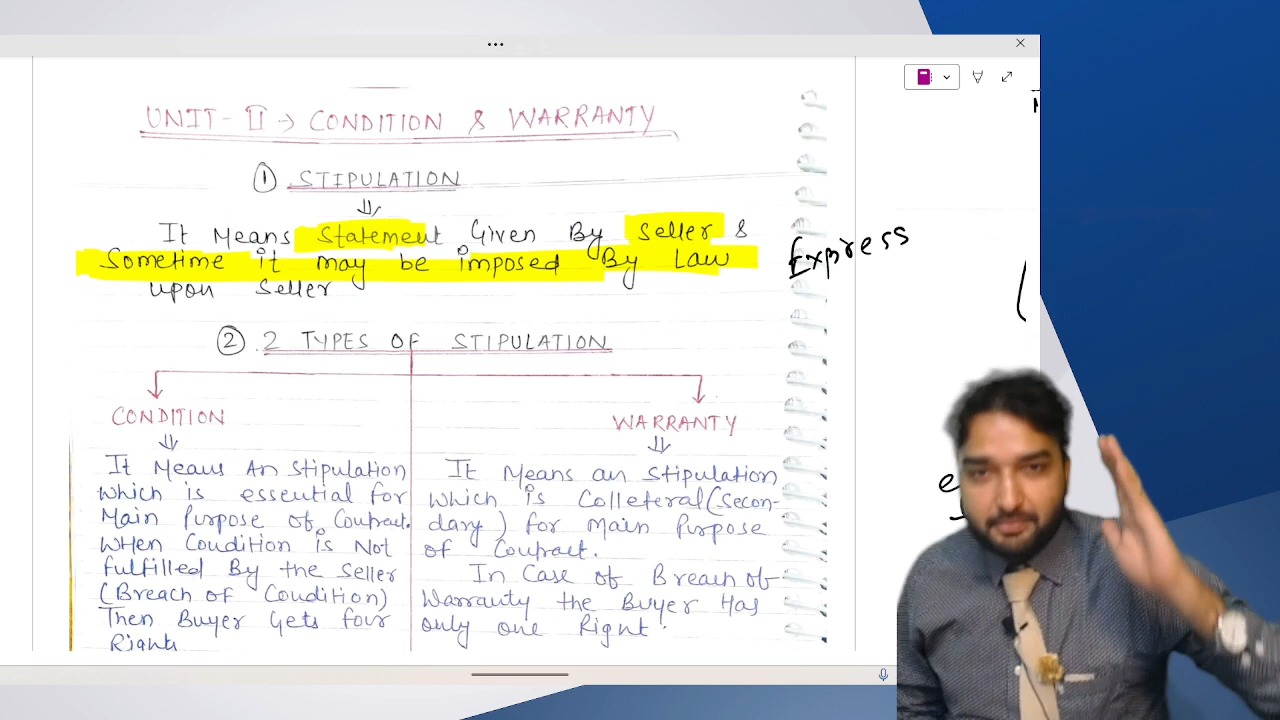 UNIT-II → CONDITION & WARRANTY
① STIPULATION
It Means Statement Given By Seller &
Sometime it may be imposed By Law
upon Seller
Express
② 2 TYPES OF STIPULATION
CONDITION
It Means An Stipulation
which is essential for
Main Purpose of Contract.
WHen Condition is Not
fulfilled By the Seller
(Breach of Condition)
Then Buyer Gets four
Rights
WARRANTY
It Means an Stipulation
which is Colleteral (Secon-
dary) for Main Purpose
of Contract.
In Case of Breach of
Warranty the Buyer Has
only one Right.